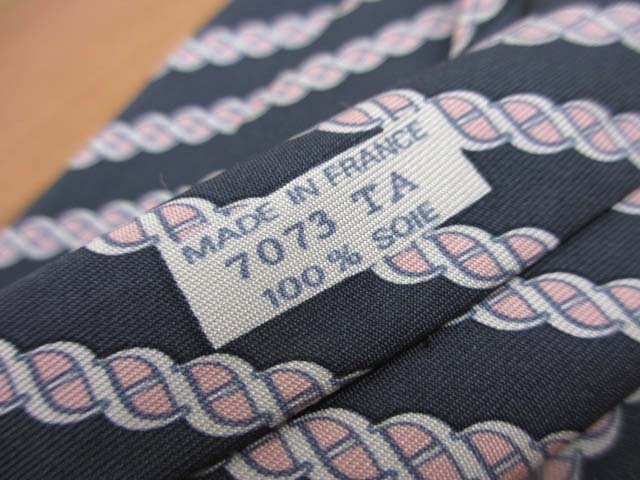 MADE IN FRANCE
7073 TA
100% SOIE